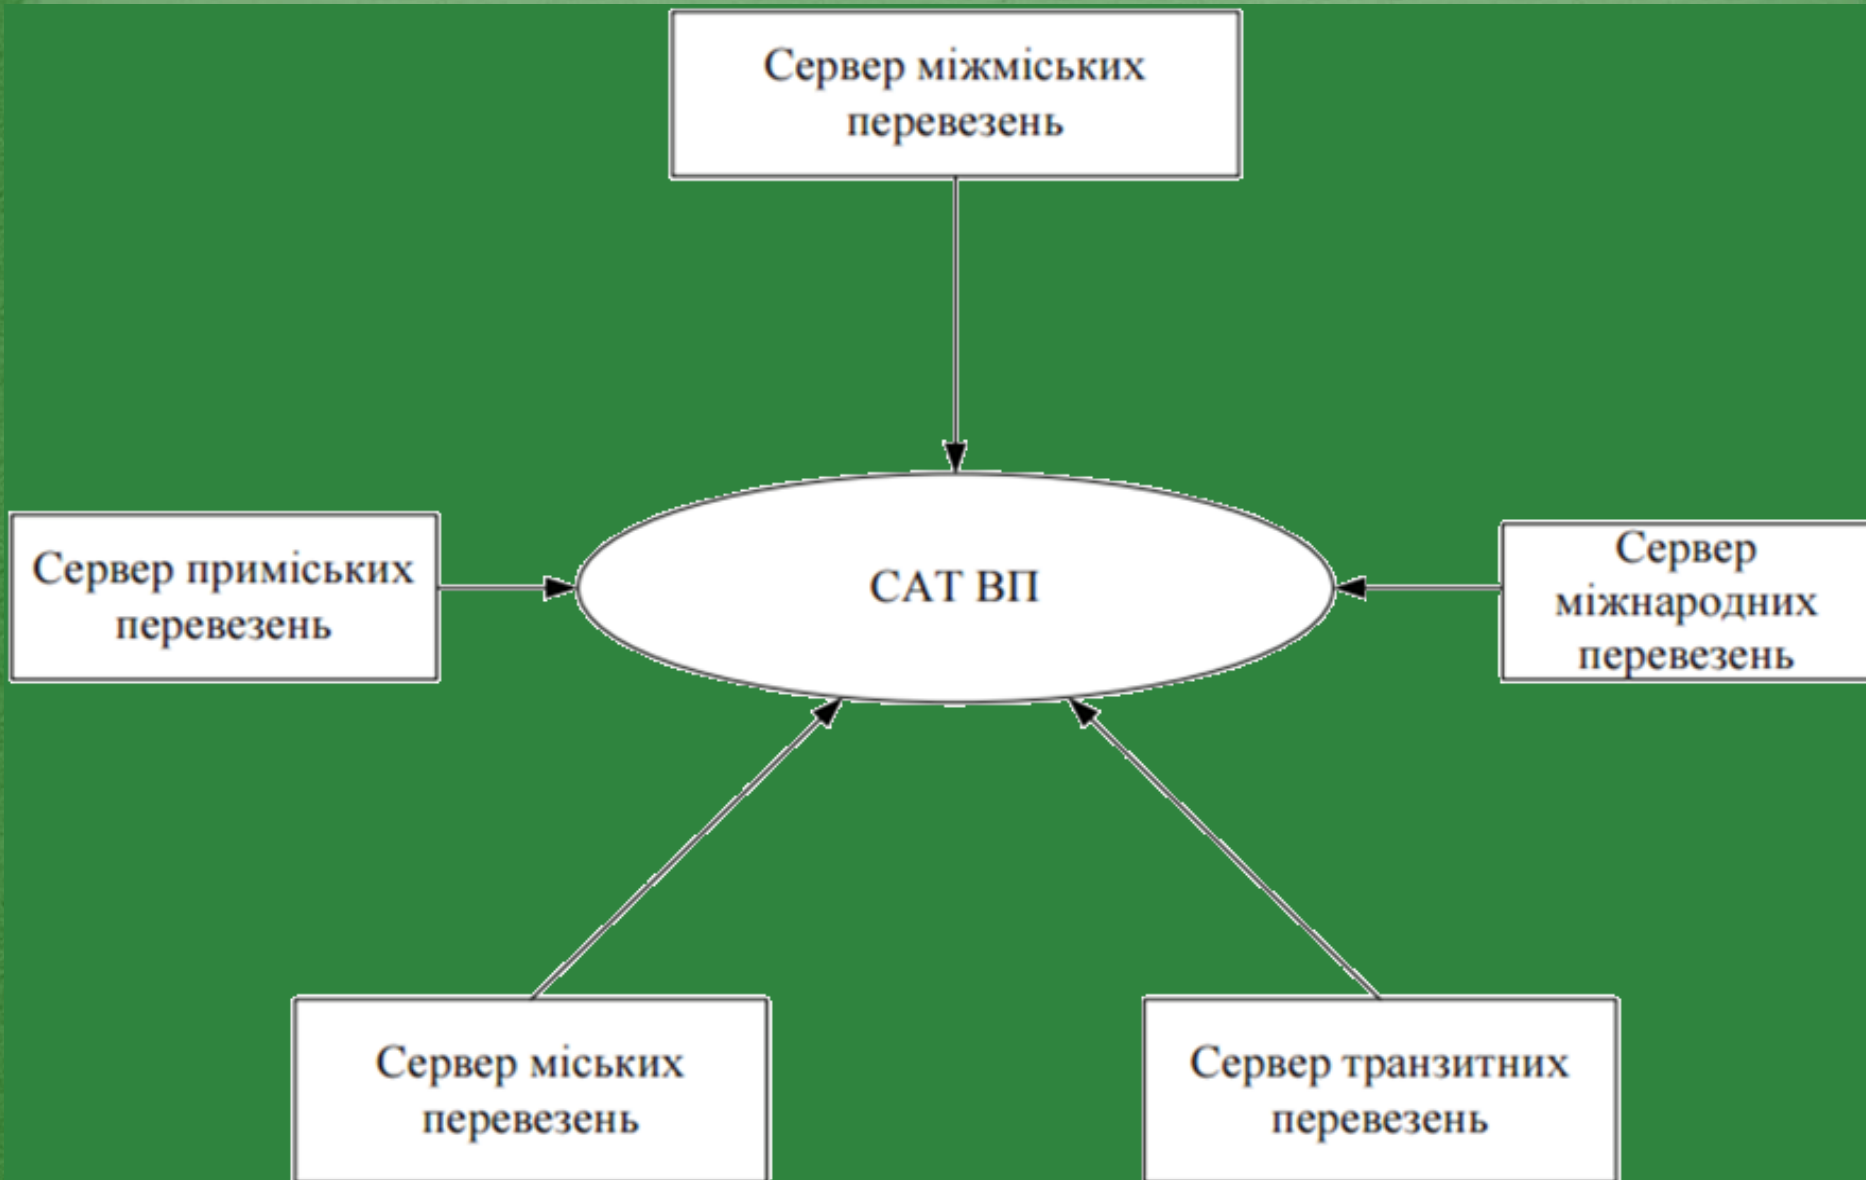 Сервер міжміських
перевезень
Сервер приміських
перевезень
САТ ВП
Сервер
міжнародних
перевезень
Сервер міських
перевезень
Сервер транзитних
перевезень